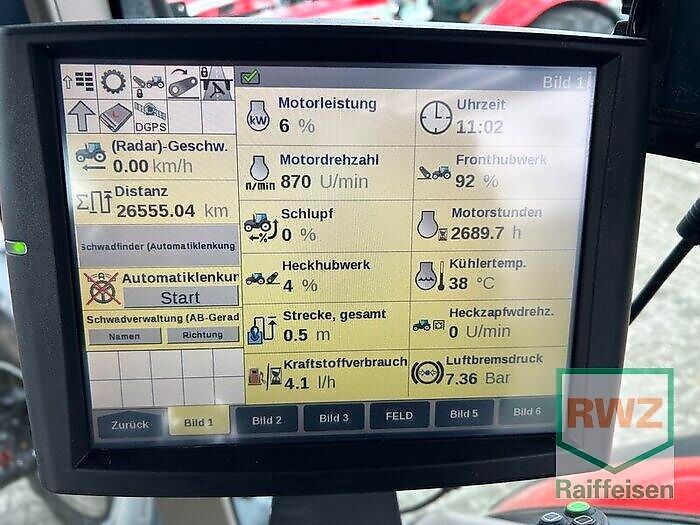 Bild 1
DGPS
(Radar)-Geschw.
0.00 km/h
Distanz
26555.04 km
Schwadfinder (Automatiklenkung
Automatiklenkun
Start
Schwadverwaltung (AB-Gerad
Namen
Richtung
Motorleistung
kW
6 %
Motordrehzahl
n/min
870 U/min
Schlupf
0 %
Heckhubwerk
4 %
Strecke, gesamt
0.5 m
Kraftstoffverbrauch
4.1 l/h
Uhrzeit
11:02
Fronthubwerk
92 %
Motorstunden
2689.7 h
Kühlertemp.
38 °C
Heckzapfwdrehz.
0 U/min
Luftbremsdruck
7.36 Bar
Zurück
Bild 1
Bild 2
Bild 3
FELD
Bild 5
Bild 6
RWZ
Raiffeisen